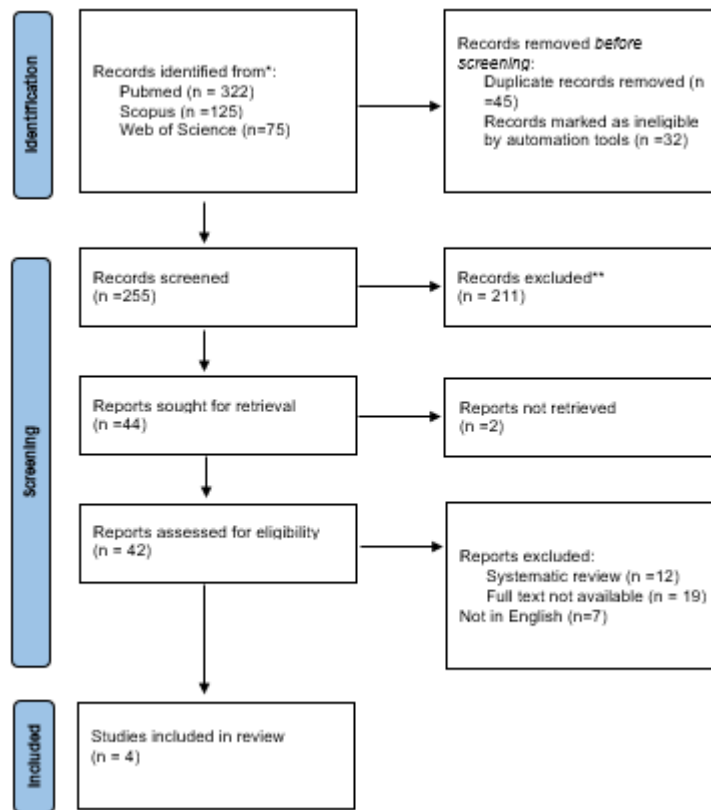 Identification
Records identified from*:
Pubmed (n = 322)
Scopus (n =125)
Web of Science (n=75)
Records removed before
screening:
Duplicate records removed (n
=45)
Records marked as ineligible
by automation tools (n =32)
Screening
Records screened
(n =255)
Records excluded**
(n = 211)
Reports sought for retrieval
(n =44)
Reports not retrieved
(n =2)
Reports assessed for eligibility
(n = 42)
Reports excluded:
Systematic review (n =12)
Full text not available (n = 19)
Not in English (n=7)
Included
Studies included in review
(n = 4)